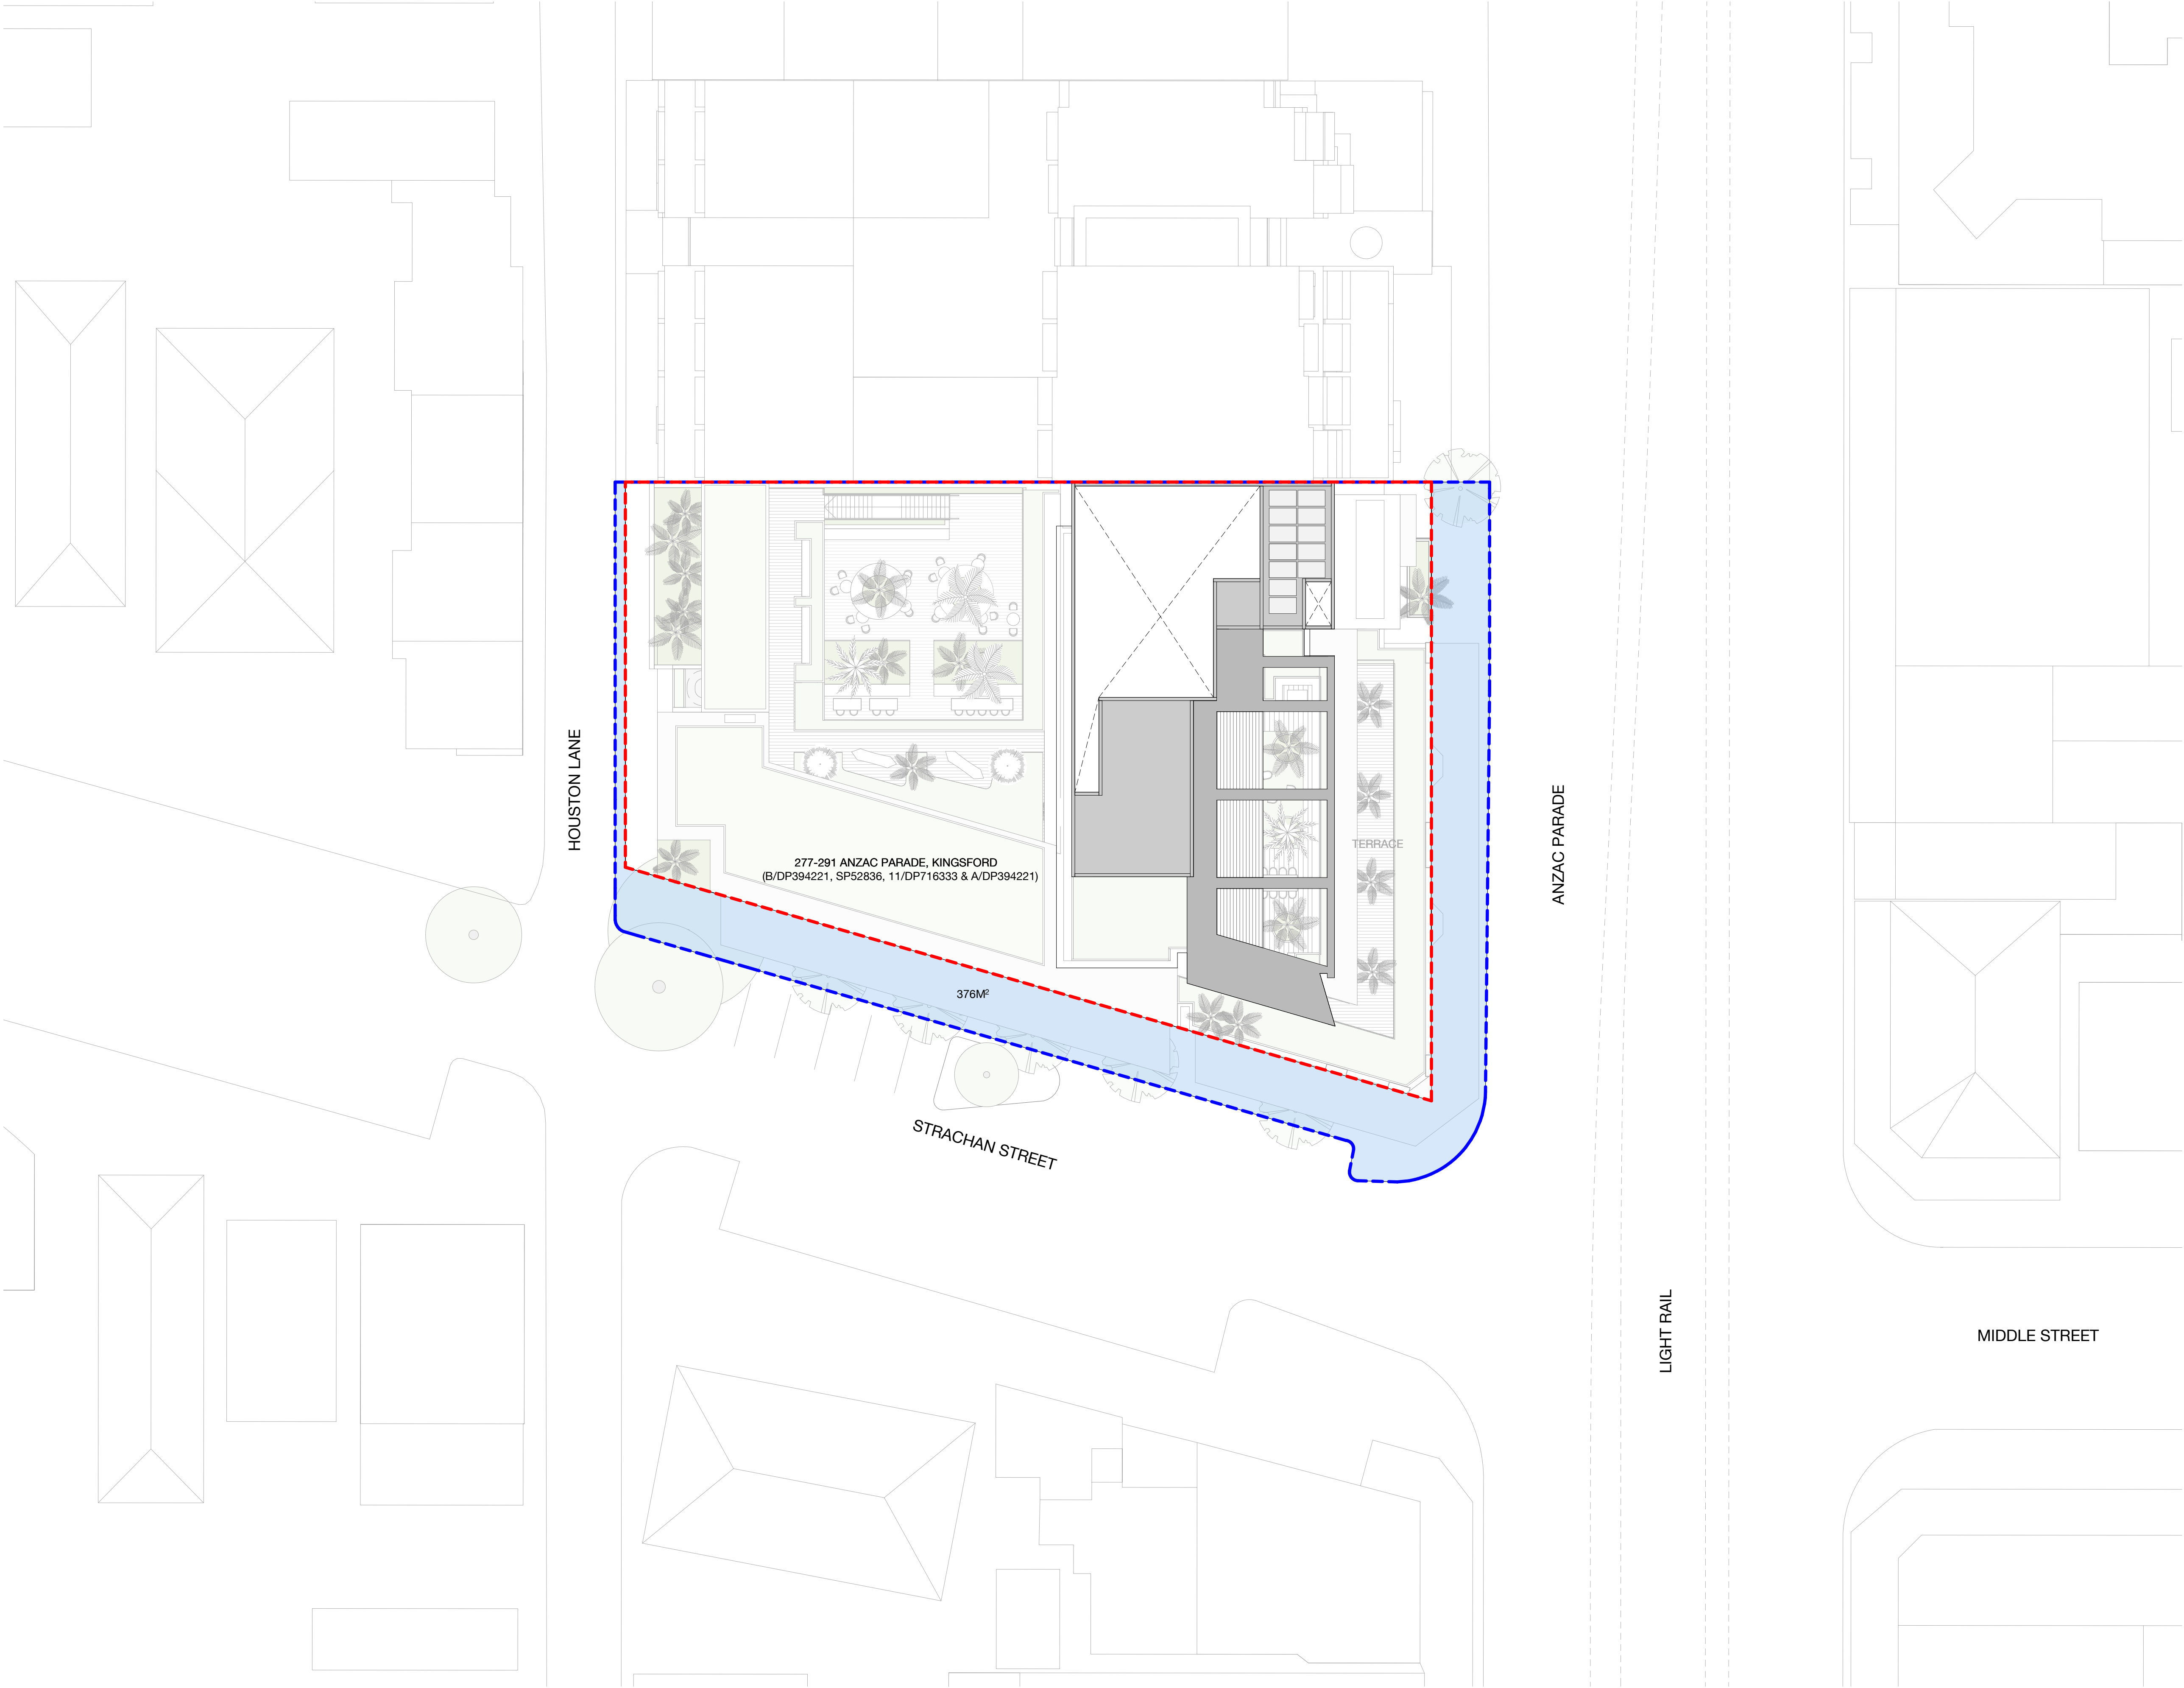 HOUSTON LANE
ANZAC PARADE
TERRACE
277-291 ANZAC PARADE, KINGSFORD
(B/DP394221, SP52836, 11/DP716333 & A/DP394221)
376M²
STRACHAN STREET
LIGHT RAIL
MIDDLE STREET